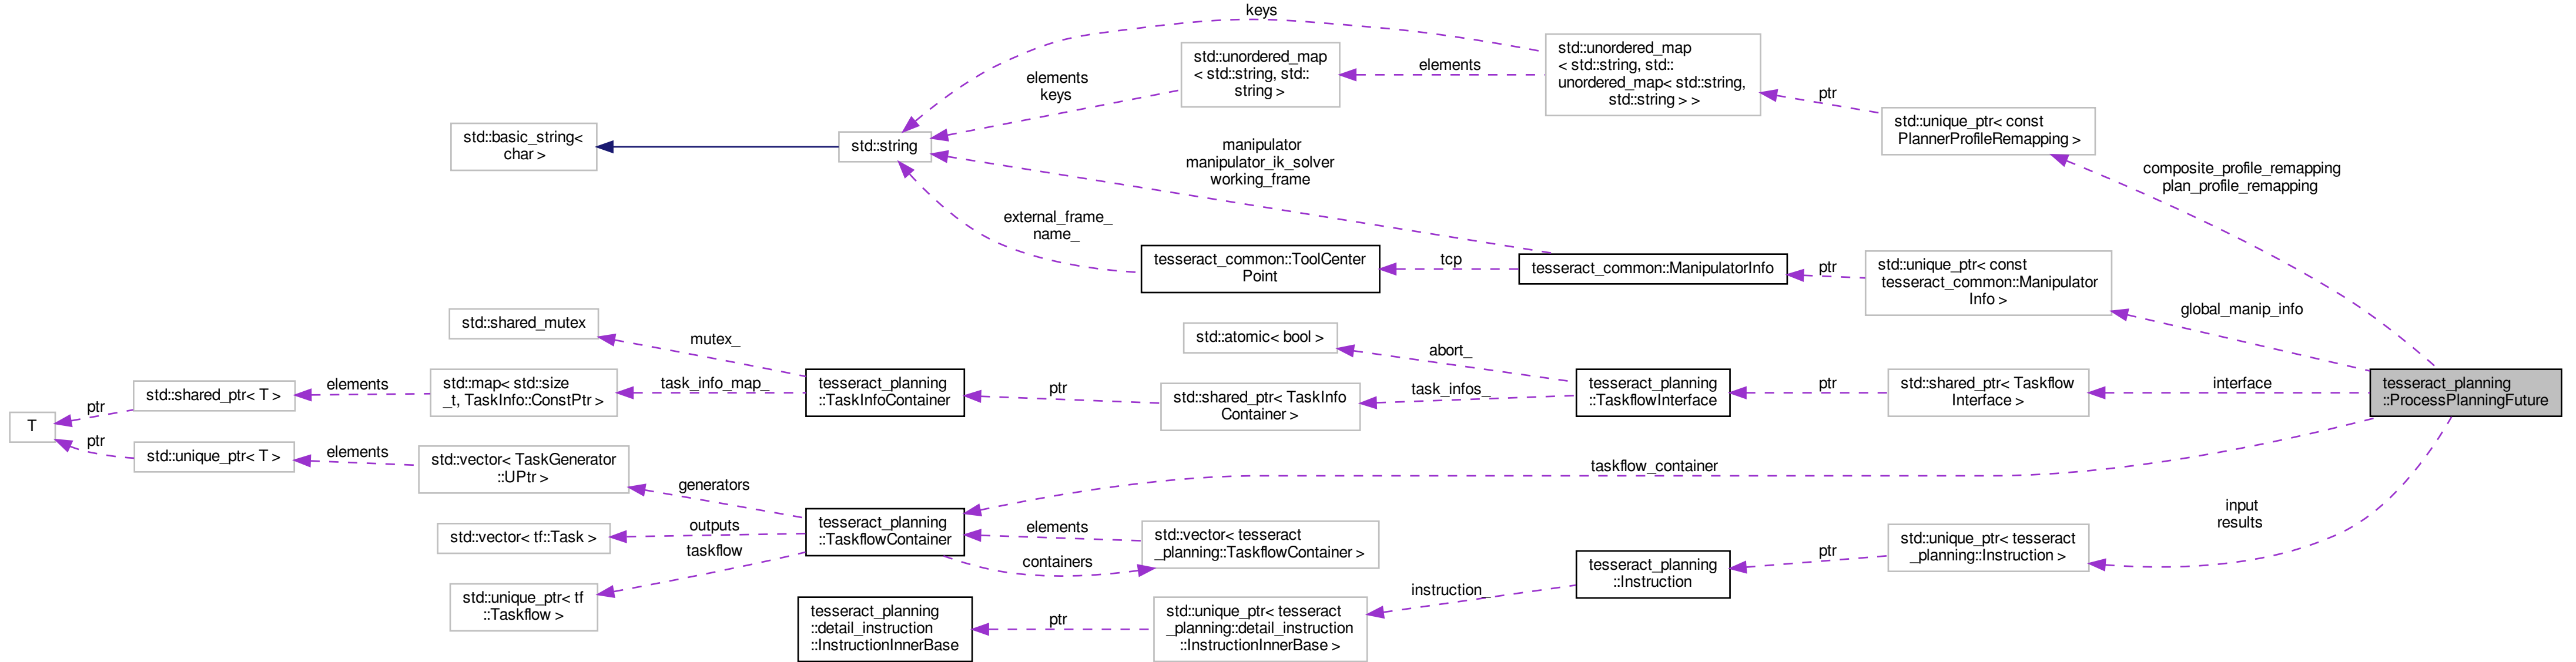 keys
std::unordered_map
< std::string, std::
unordered_map< std::string,
std::string > >
std::unordered_map
< std::string, std::
string >
elements
elements
keys
ptr
std::unique_ptr< const
PlannerProfileRemapping >
std::basic_string<
char >
std::string
manipulator
manipulator_ik_solver
working_frame
composite_profile_remapping
plan_profile_remapping
external_frame_
name_
tesseract_common::ToolCenter
Point
tcp
tesseract_common::ManipulatorInfo
ptr
std::unique_ptr< const
tesseract_common::Manipulator
Info >
global_manip_info
std::shared_mutex
mutex_
std::atomic< bool >
abort_
std::shared_ptr< T >
elements
std::map< std::size
_t, TaskInfo::ConstPtr >
task_info_map_
tesseract_planning
::TaskInfoContainer
ptr
std::shared_ptr< TaskInfo
Container >
task_infos_
tesseract_planning
::TaskflowInterface
ptr
std::shared_ptr< Taskflow
Interface >
interface
tesseract_planning
::ProcessPlanningFuture
ptr
T
ptr
std::unique_ptr< T >
elements
std::vector< TaskGenerator
::UPtr >
generators
taskflow_container
std::vector< tf::Task >
outputs
taskflow
tesseract_planning
::TaskflowContainer
elements
containers
std::vector< tesseract
_planning::TaskflowContainer >
input
results
std::unique_ptr< tesseract
_planning::Instruction >
ptr
tesseract_planning
::Instruction
instruction_
std::unique_ptr< tf
::Taskflow >
tesseract_planning
::detail_instruction
::InstructionInnerBase
ptr
std::unique_ptr< tesseract
_planning::detail_instruction
::InstructionInnerBase >